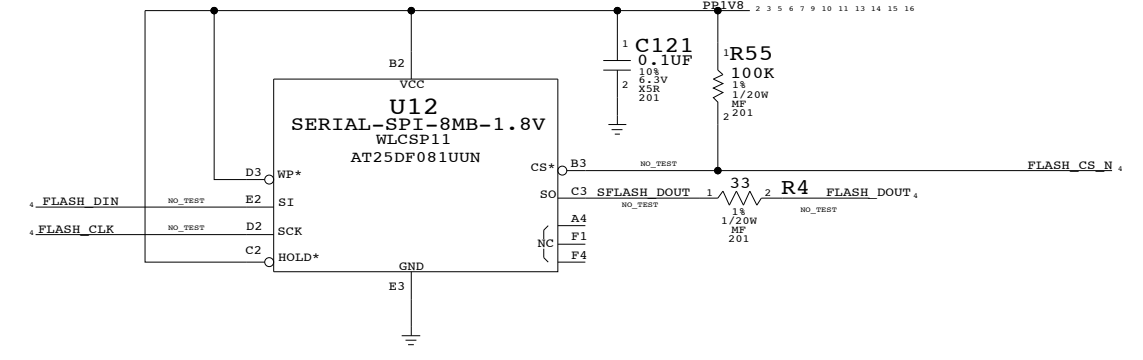 PP1V8 2 3 5 6 7 9 10 11 13 14 15 16
1 C121
0.1UF
10%
6.3V
X5R
2 201
1 R55
100K
1%
1/20W
MF
2 201
B2
VCC
U12
SERIAL-SPI-8MB-1.8V
WLCSP11
AT25DF081UUN
D3 WP*
4 FLASH_DIN NO_TEST E2 SI
4 FLASH_CLK NO_TEST D2 SCK
C2 HOLD*
CS* B3 NO_TEST FLASH_CS_N 4
SO C3 SFLASH_DOUT 1 33 2 R4 FLASH_DOUT 4
NO_TEST
1%
1/20W
MF
201
NO_TEST
A4
NC F1
F4
GND
E3